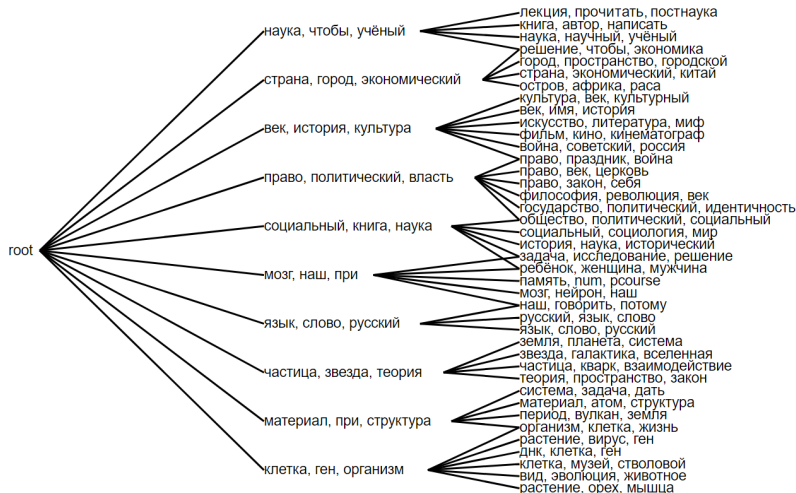 root
наука, чтобы, учёный
страна, город, экономический
век, история, культура
право, политический, власть
социальный, книга, наука
мозг, наш, при
язык, слово, русский
частица, звезда, теория
материал, при, структура
клетка, ген, организм
лекция, прочитать, постнаука
книга, автор, написать
наука, научный, учёный
решение, чтобы, экономика
город, пространство, городской
страна, экономический, китай
остров, африка, раса
культура, век, культурный
век, имя, история
искусство, литература, миф
фильм, кино, кинематограф
война, советский, россия
право, праздник, война
право, век, церковь
право, закон, себя
философия, революция, век
государство, политический, идентичность
общество, политический, социальный
социальный, социология, мир
история, наука, исторический
задача, исследование, решение
ребёнок, женщина, мужчина
память, num, pcourse
мозг, нейрон, наш
наш, говорить, потому
русский, язык, слово
язык, слово, русский
земля, планета, система
звезда, галактика, вселенная
частица, кварк, взаимодействие
теория, пространство, закон
система, задача, дать
материал, атом, структура
период, вулкан, земля
организм, клетка, жизнь
растение, вирус, ген
днк, клетка, ген
клетка, музей, стволовой
вид, эволюция, животное
растение, орех, мышца